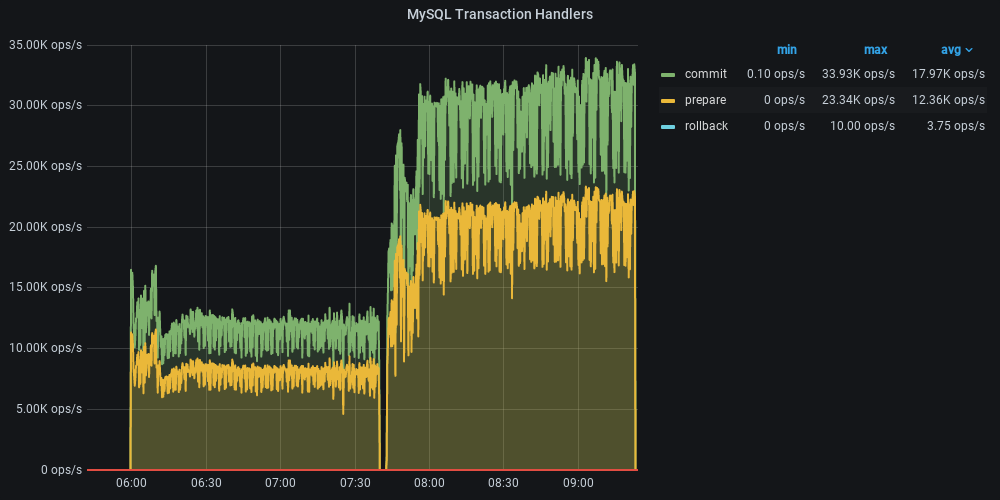 MySQL Transaction Handlers
35.00K ops/s
30.00K ops/s
25.00K ops/s
20.00K ops/s
15.00K ops/s
10.00K ops/s
5.00K ops/s
0 ops/s
06:00 06:30 07:00 07:30 08:00 08:30 09:00
min max avg
commit 0.10 ops/s 33.93K ops/s 17.97K ops/s
prepare 0 ops/s 23.34K ops/s 12.36K ops/s
rollback 0 ops/s 10.00 ops/s 3.75 ops/s